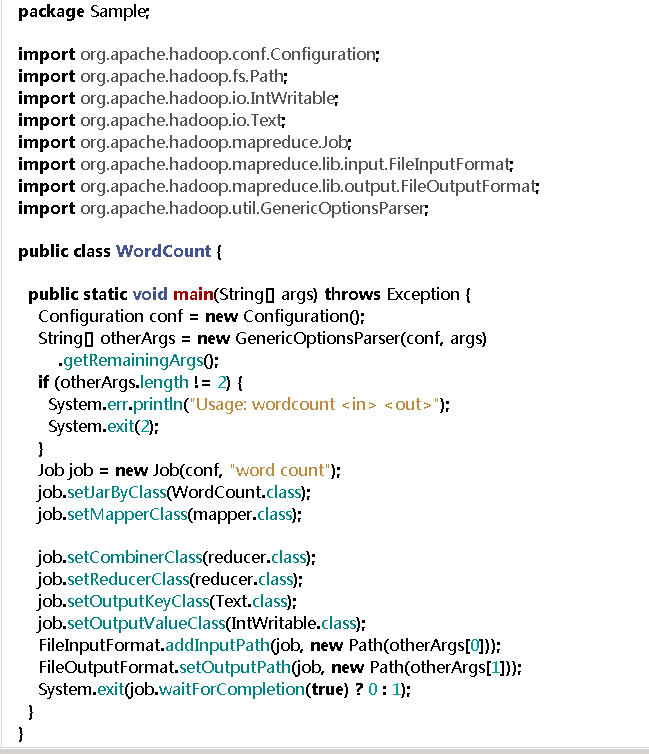 package Sample;
import org.apache.hadoop.conf.Configuration;
import org.apache.hadoop.fs.Path;
import org.apache.hadoop.io.IntWritable;
import org.apache.hadoop.io.Text;
import org.apache.hadoop.mapreduce.Job;
import org.apache.hadoop.mapreduce.lib.input.FileInputFormat;
import org.apache.hadoop.mapreduce.lib.output.FileOutputFormat;
import org.apache.hadoop.util.GenericOptionsParser;
public class WordCount {
public static void main(String[] args) throws Exception {
Configuration conf = new Configuration();
String[] otherArgs = new GenericOptionsParser(conf, args)
.getRemainingArgs();
if (otherArgs.length != 2) {
System.err.println("Usage: wordcount <in> <out>");
System.exit(2);
}
Job job = new Job(conf, "word count");
job.setJarByClass(WordCount.class);
job.setMapperClass(mapper.class);
job.setCombinerClass(reducer.class);
job.setReducerClass(reducer.class);
job.setOutputKeyClass(Text.class);
job.setOutputValueClass(IntWritable.class);
FileInputFormat.addInputPath(job, new Path(otherArgs[0]));
FileOutputFormat.setOutputPath(job, new Path(otherArgs[1]));
System.exit(job.waitForCompletion(true) ? 0 : 1);
}
}